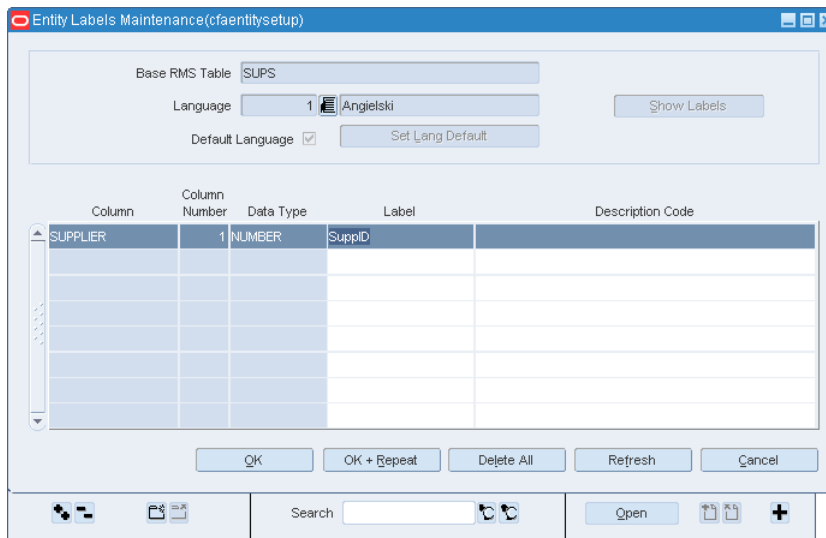 Entity Labels Maintenance(cfaentitysetup)
Base RMS Table SUPS
Language 1 Angielski Show Labels
Default Language Set Lang Default
Column Column Number Data Type Label Description Code
SUPPLIER 1 NUMBER SuppID
OK OK + Repeat Delete All Refresh Cancel
Search Open